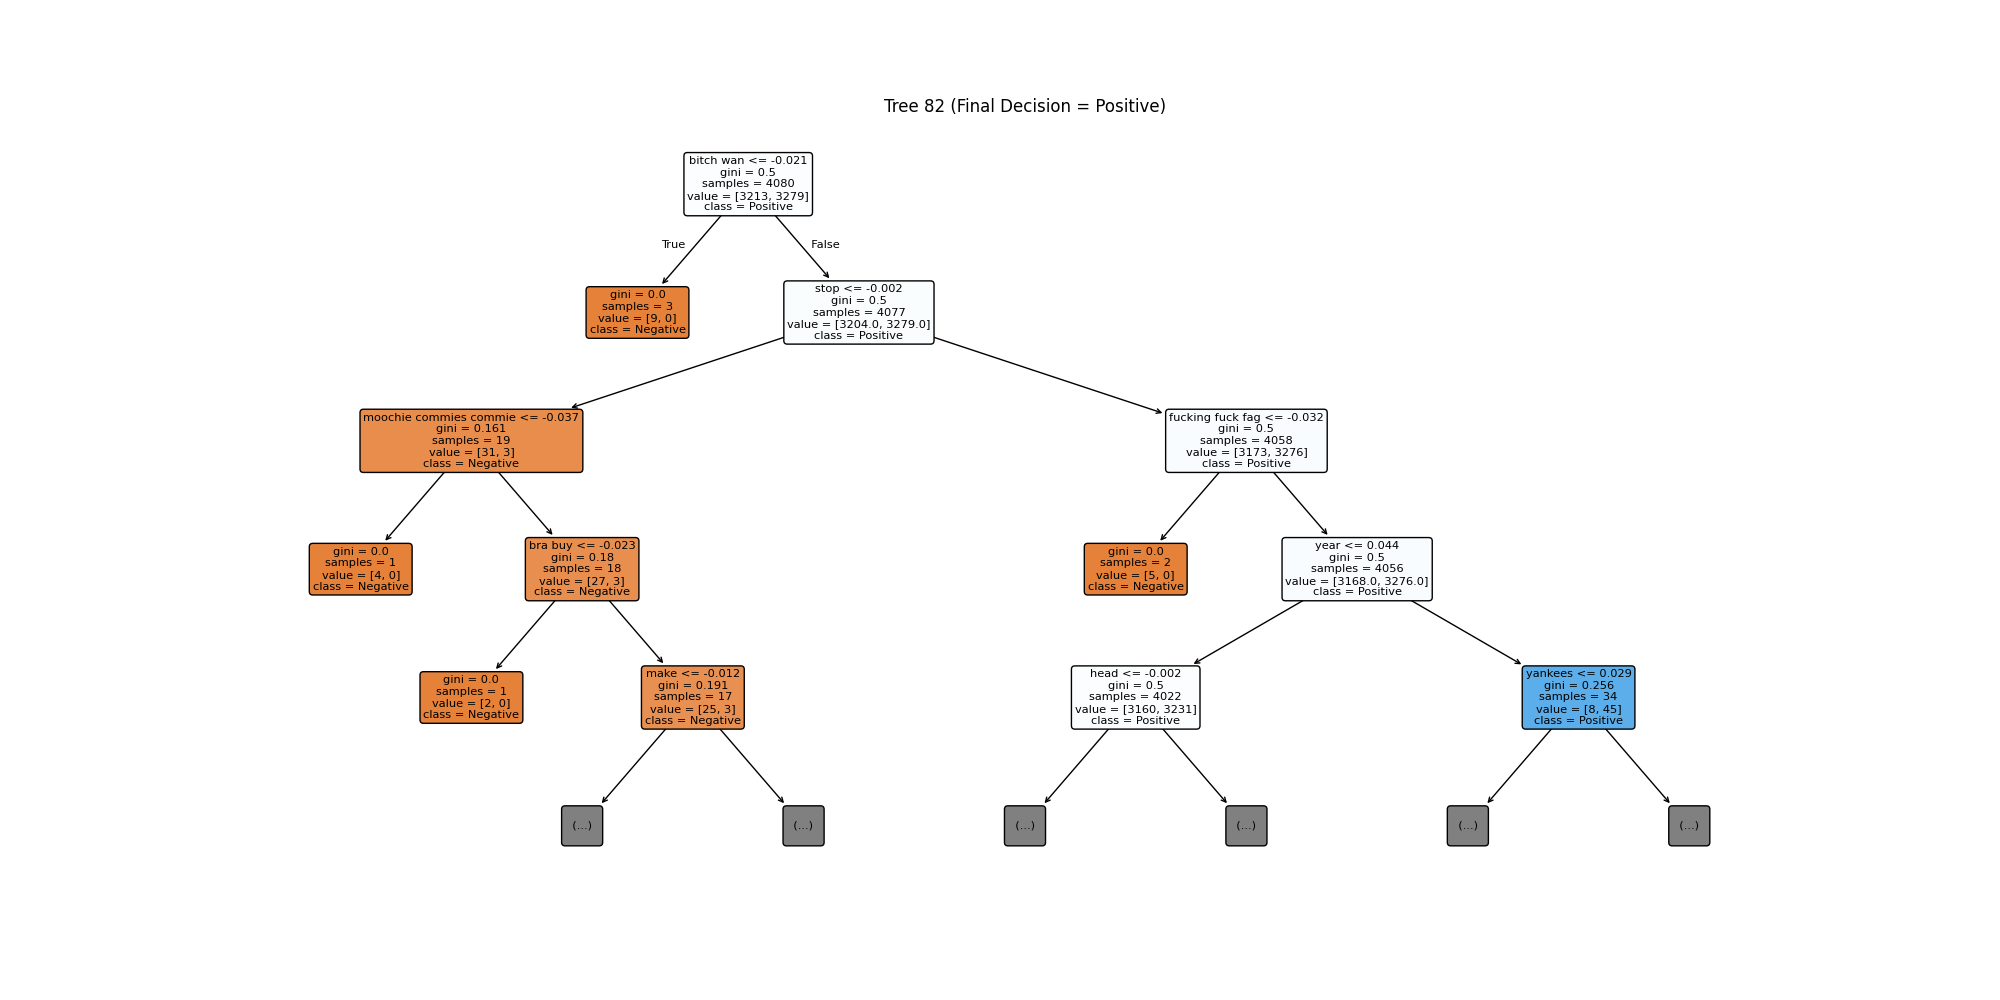 Tree 82 (Final Decision = Positive)
bitch wan <= -0.021
gini = 0.5
samples = 4080
value = [3213, 3279]
class = Positive
True
False
gini = 0.0
samples = 3
value = [9, 0]
class = Negative
stop <= -0.002
gini = 0.5
samples = 4077
value = [3204.0, 3279.0]
class = Positive
moochie commies commie <= -0.037
gini = 0.161
samples = 19
value = [31, 3]
class = Negative
fucking fuck fag <= -0.032
gini = 0.5
samples = 4058
value = [3173, 3276]
class = Positive
gini = 0.0
samples = 1
value = [4, 0]
class = Negative
bra buy <= -0.023
gini = 0.18
samples = 18
value = [27, 3]
class = Negative
gini = 0.0
samples = 2
value = [5, 0]
class = Negative
year <= 0.044
gini = 0.5
samples = 4056
value = [3168.0, 3276.0]
class = Positive
gini = 0.0
samples = 1
value = [2, 0]
class = Negative
make <= -0.012
gini = 0.191
samples = 17
value = [25, 3]
class = Negative
head <= -0.002
gini = 0.5
samples = 4022
value = [3160, 3231]
class = Positive
yankees <= 0.029
gini = 0.256
samples = 34
value = [8, 45]
class = Positive
(...)
(...)
(...)
(...)
(...)
(...)